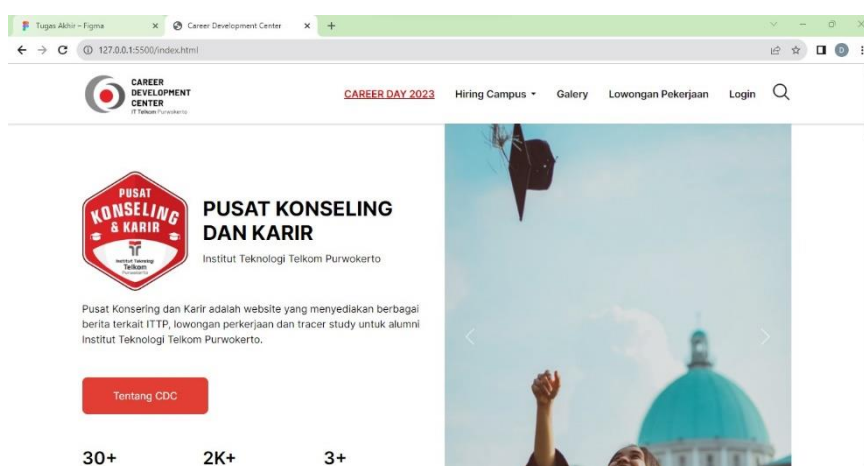 Tugas Akhir – Figma
Career Development Center
127.0.0.1:5500/index.html
D
CAREER
DEVELOPMENT
CENTER
IT Telkom Purwokerto
CAREER DAY 2023
Hiring Campus
Galery
Lowongan Pekerjaan
Login
PUSAT
KONSELING
& KARIR
Institut Teknologi
Telkom
Purwokerto
PUSAT KONSELING
DAN KARIR
Institut Teknologi Telkom Purwokerto
Pusat Konsering dan Karir adalah website yang menyediakan berbagai
berita terkait ITTP, lowongan perkerjaan dan tracer study untuk alumni
Institut Teknologi Telkom Purwokerto.
Tentang CDC
30+
2K+
3+